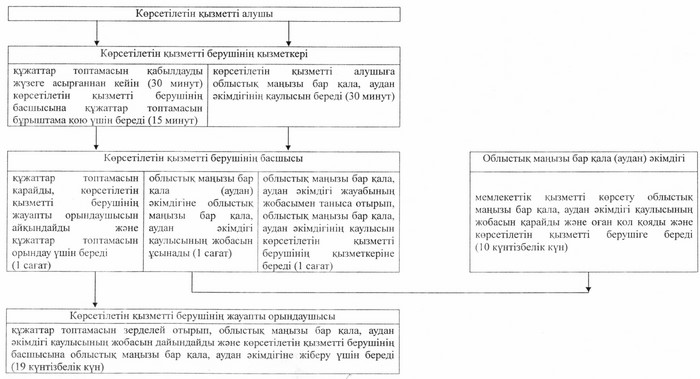 Көрсетілетін қызметті алушы
Көрсетілетін қызметті берушінің қызметкері
құжаттар топтамасын қабылдауды
жүзеге асырғаннан кейін (30 минут)
көрсетілетін қызметті берушінің
басшысына құжаттар топтамасын
бұрыштама қою үшін береді (15 минут)
көрсетілетін қызметті алушыға
облыстық маңызы бар қала, аудан
әкімдігінің қаулысын береді (30 минут)
Көрсетілетін қызметті берушінің басшысы
құжаттар топтамасын
қарайды, көрсетілетін
қызметті берушінің
жауапты орындаушысын
айқындайды және
құжаттар топтамасын
орындау үшін береді
(1 сағат)
облыстық маңызы бар
қала (аудан)
әкімдігіне облыстық
маңызы бар қала,
аудан әкімдігі
қаулысының жобасын
ұсынады (1 сағат)
облыстық маңызы бар қала,
аудан әкімдігі жауабының
жобасымен таныса отырып,
облыстық маңызы бар қала,
аудан әкімдігінің қаулысын
көрсетілетін қызметті
берушінің қызметкеріне
береді (1 сағат)
Облыстық маңызы бар қала (аудан) әкімдігі
мемлекеттік қызметті көрсету облыстық
маңызы бар қала, аудан әкімдігі қаулысының
жобасын қарайды және оған қол қояды және
көрсетілетін қызметті берушіге береді
(10 күнтізбелік күн)
Көрсетілетін қызметті берушінің жауапты орындаушысы
құжаттар топтамасын зерделей отырып, облыстық маңызы бар қала, аудан
әкімдігі қаулысының жобасын дайындайды және көрсетілетін қызметті берушінің
басшысына облыстық маңызы бар қала, аудан әкімдігіне жіберу үшін береді
(19 күнтізбелік күн)